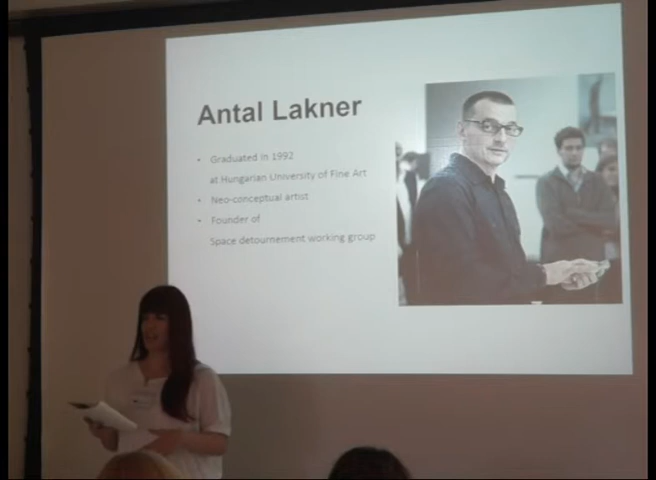 Antal Lakner
• Graduated in 1992
at Hungarian University of Fine Art
• Neo-conceptual artist
• Founder of
Space detournement working group